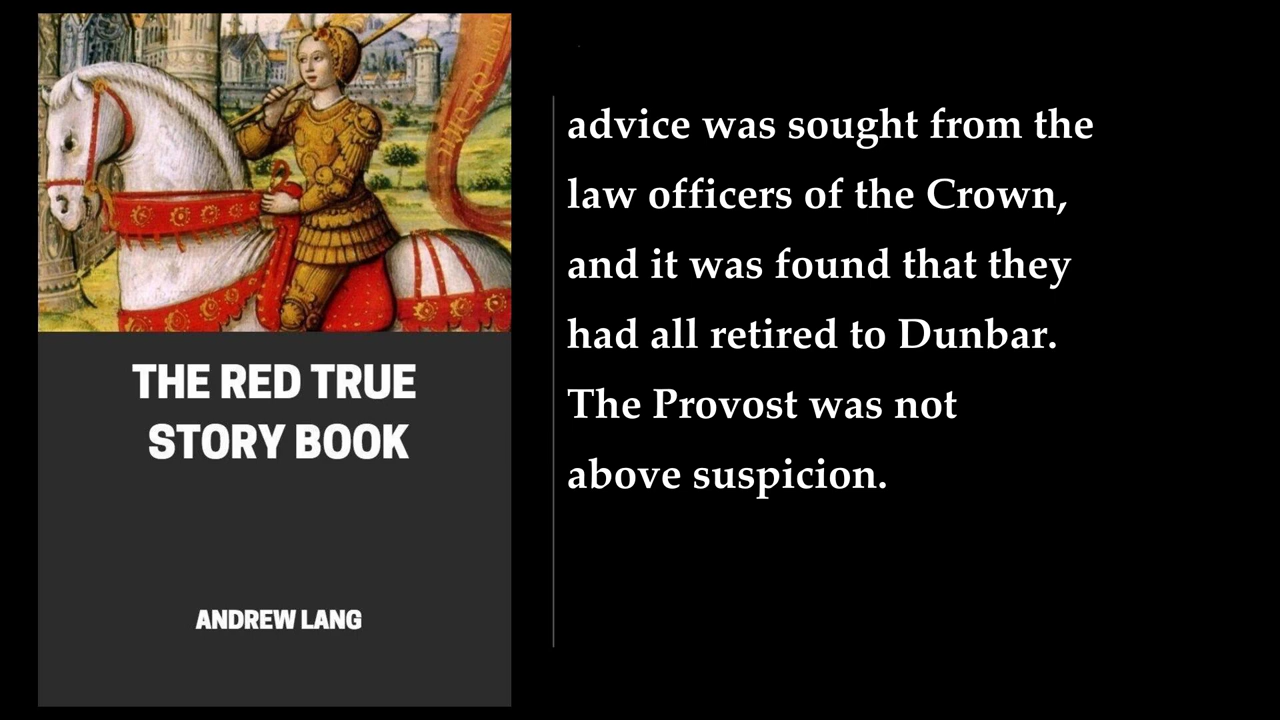 THE RED TRUE
STORY BOOK
ANDREW LANG
advice was sought from the
law officers of the Crown,
and it was found that they
had all retired to Dunbar.
The Provost was not
above suspicion.